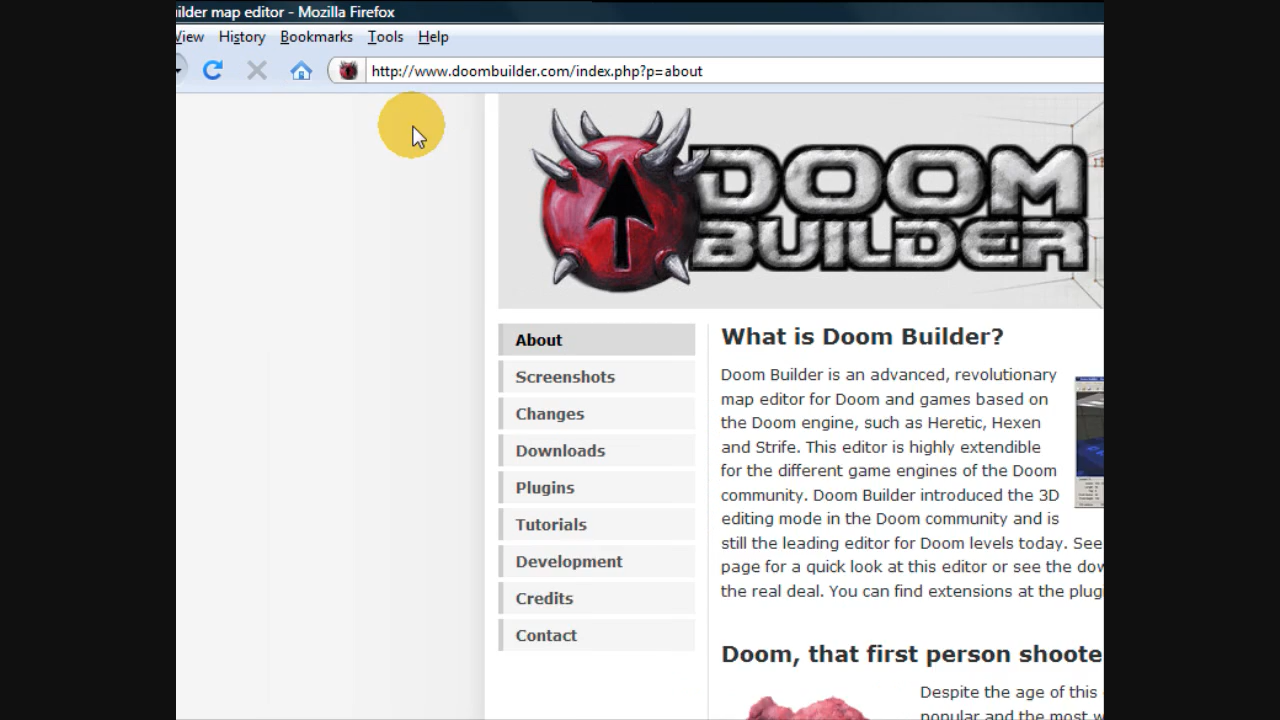 ilder map editor - Mozilla Firefox
View History Bookmarks Tools Help
http://www.doombuilder.com/index.php?p=about
DOOM
BUILDER
About
Screenshots
Changes
Downloads
Plugins
Tutorials
Development
Credits
Contact
What is Doom Builder?
Doom Builder is an advanced, revolutionary
map editor for Doom and games based on
the Doom engine, such as Heretic, Hexen
and Strife. This editor is highly extendible
for the different game engines of the Doom
community. Doom Builder introduced the 3D
editing mode in the Doom community and is
still the leading editor for Doom levels today. See
page for a quick look at this editor or see the dow
the real deal. You can find extensions at the plug
Doom, that first person shoote
Despite the age of this
popular and the most w